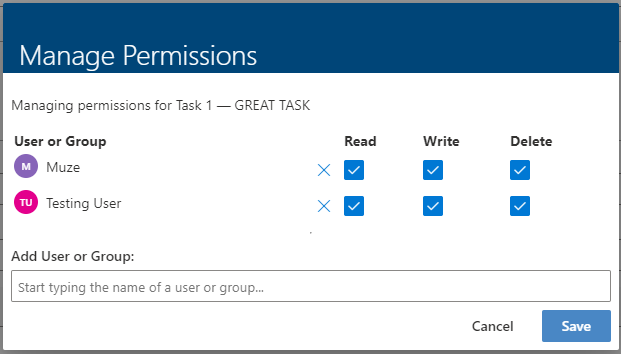 Manage Permissions
Managing permissions for Task 1 — GREAT TASK
User or Group Read Write Delete
M Muze
TU Testing User
Add User or Group:
Start typing the name of a user or group...
Cancel Save